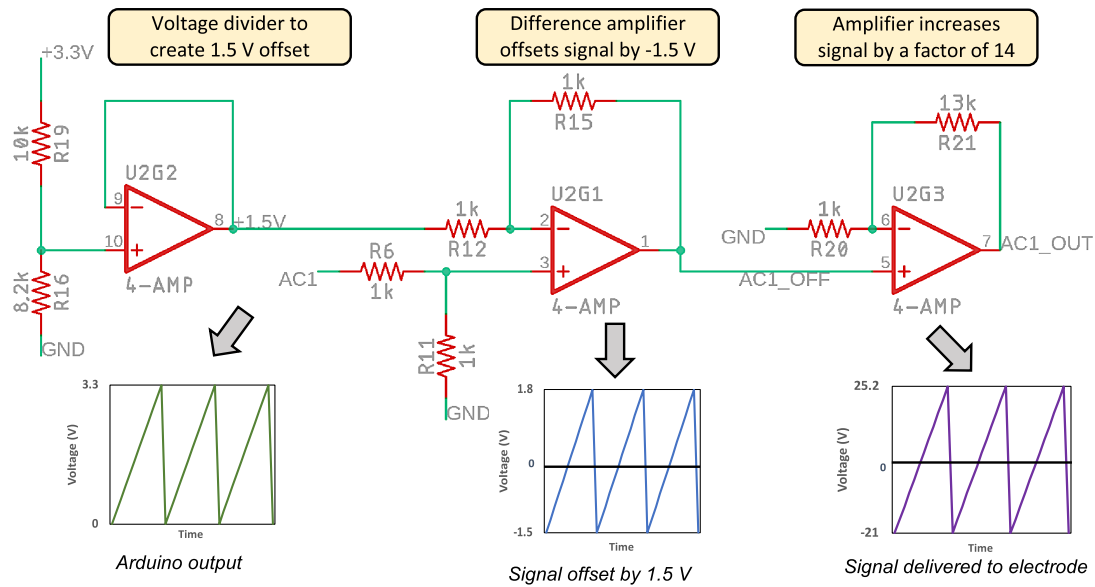 Voltage divider to
create 1.5 V offset
Difference amplifier
offsets signal by -1.5 V
Amplifier increases
signal by a factor of 14
+3.3V
10k
R19
U2G2
9
8
+1.5V
10
4-AMP
8.2k
R16
GND
1k
R15
1k
R12
U2G1
2
1
3
4-AMP
R6
1k
AC1
R11
1k
GND
AC1_OFF
13k
R21
U2G3
1k
R20
GND
6
7
AC1_OUT
5
4-AMP
3.3
Voltage (V)
0
Time
Arduino output
1.8
Voltage (V)
0
-1.5
Time
Signal offset by 1.5 V
25.2
Voltage (V)
0
-21
Time
Signal delivered to electrode